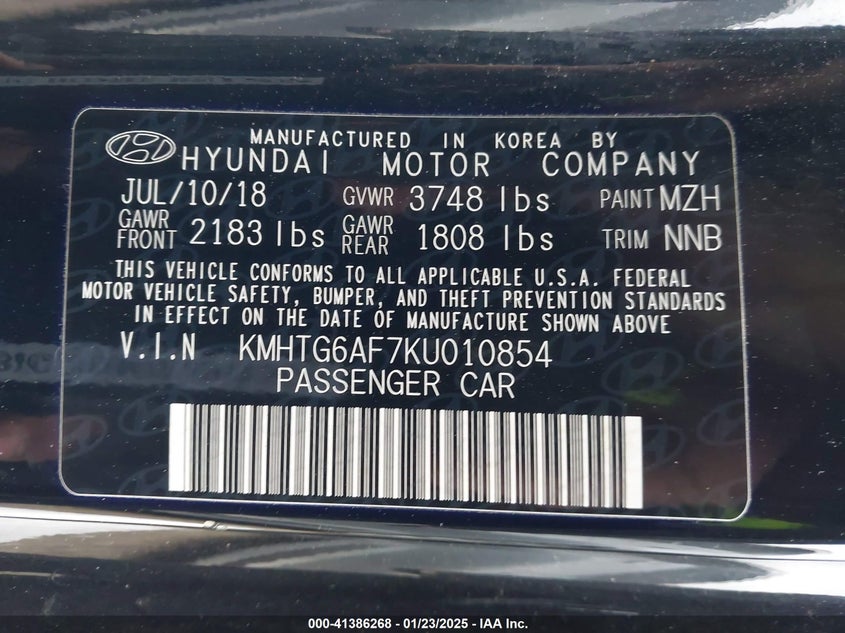 MANUFACTURED IN KOREA BY
HYUNDAI MOTOR COMPANY
JUL/10/18 GVWR 3748 lbs PAINT MZH
GAWR FRONT 2183 lbs GAWR REAR 1808 lbs TRIM NNB
THIS VEHICLE CONFORMS TO ALL APPLICABLE U.S.A. FEDERAL
MOTOR VEHICLE SAFETY, BUMPER, AND THEFT PREVENTION STANDARDS
IN EFFECT ON THE DATE OF MANUFACTURE SHOWN ABOVE
V.I.N KMHTG6AF7KU010854
PASSENGER CAR
000-41386268 - 01/23/2025 - IAA Inc.